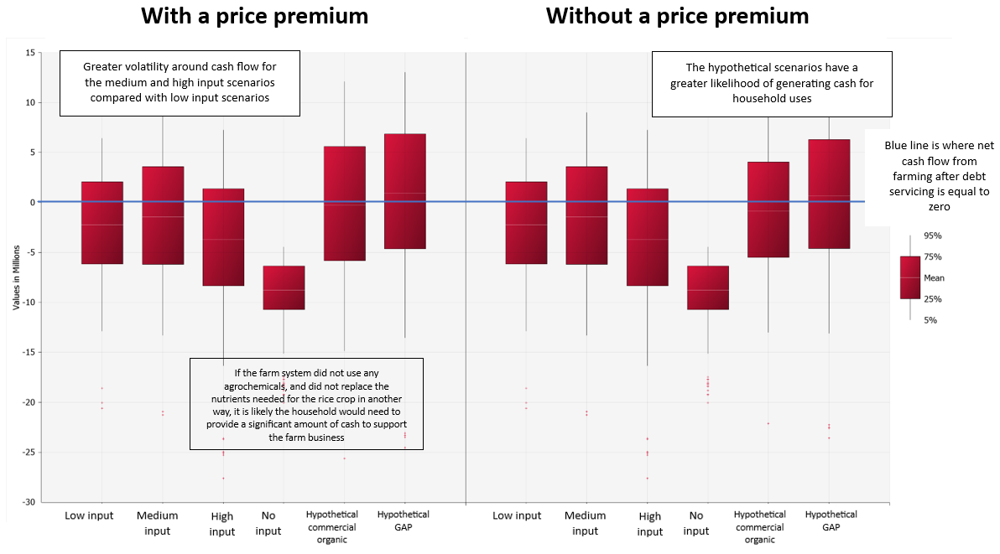 With a price premium
Without a price premium
Greater volatility around cash flow for
the medium and high input scenarios
compared with low input scenarios
The hypothetical scenarios have a
greater likelihood of generating cash for
household uses
Blue line is where net
cash flow from
farming after debt
servicing is equal to
zero
Values in Millions
15
10
5
0
-5
-10
-15
-20
-25
-30
95%
75%
Mean
25%
5%
If the farm system did not use any
agrochemicals, and did not replace the
nutrients needed for the rice crop in another
way, it is likely the household would need to
provide a significant amount of cash to support
the farm business
Low input
Medium
input
High
input
No
input
Hypothetical
commercial
organic
Hypothetical
GAP
Low input
Medium
input
High
input
No
input
Hypothetical
commercial
organic
Hypothetical
GAP